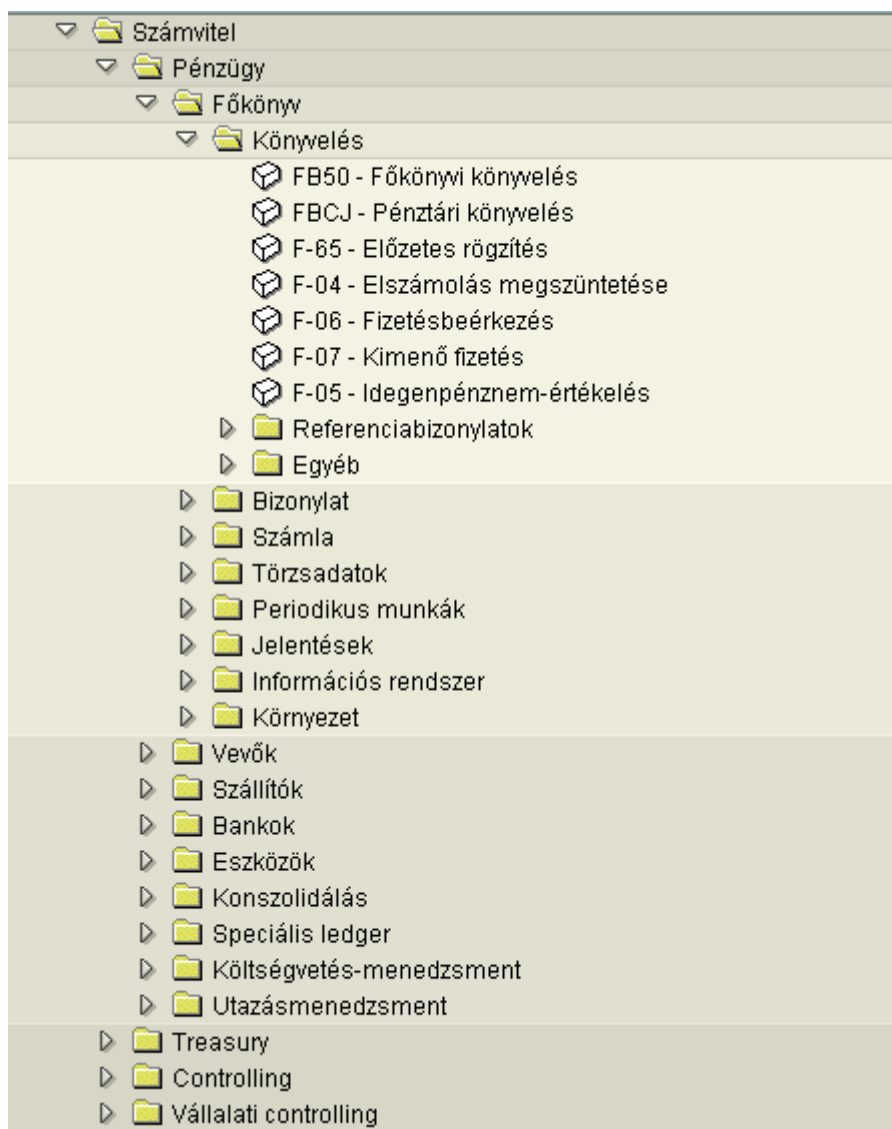 Számvitel
Pénzügy
Főkönyv
Könyvelés
FB50 - Főkönyvi könyvelés
FBCJ - Pénztári könyvelés
F-65 - Előzetes rögzítés
F-04 - Elszámolás megszüntetése
F-06 - Fizetésbeérkezés
F-07 - Kimenő fizetés
F-05 - Idegenpénznem-értékelés
Referenciabizonylatok
Egyéb
Bizonylat
Számla
Törzsadatok
Periodikus munkák
Jelentések
Információs rendszer
Környezet
Vevők
Szállítók
Bankok
Eszközök
Konszolidálás
Speciális ledger
Költségvetés-menedzsment
Utazásmenedzsment
Treasury
Controlling
Vállalati controlling